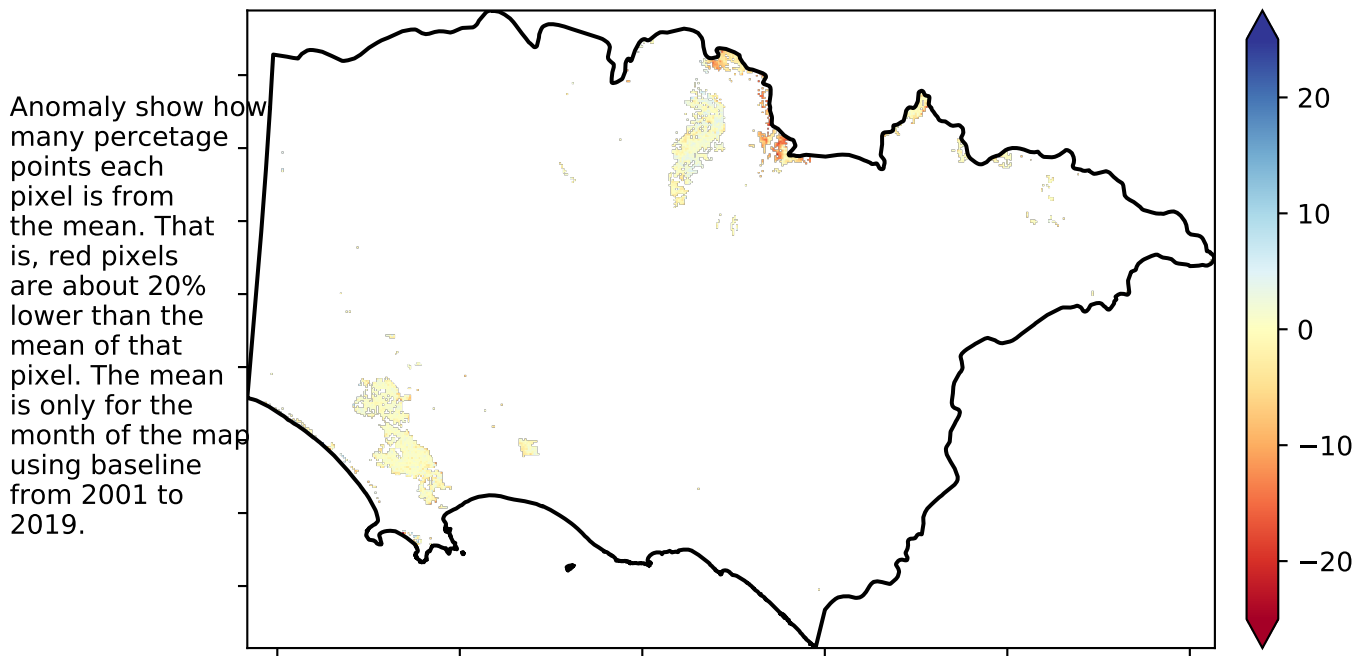 Anomaly show how
many percetage
points each
pixel is from
the mean. That
is, red pixels
are about 20%
lower than the
mean of that
pixel. The mean
is only for the
month of the map
using baseline
from 2001 to
2019.
20
10
0
−10
−20